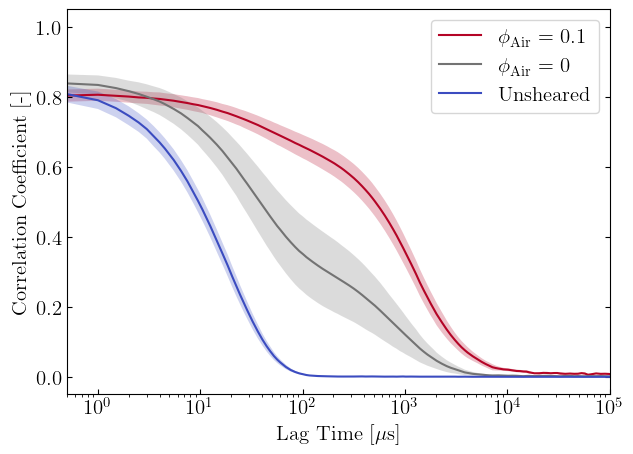 ϕ_Air = 0.1
ϕ_Air = 0
Unsheared
Correlation Coefficient [-]
1.0
0.8
0.6
0.4
0.2
0.0
10^0 10^1 10^2 10^3 10^4 10^5
Lag Time [μs]